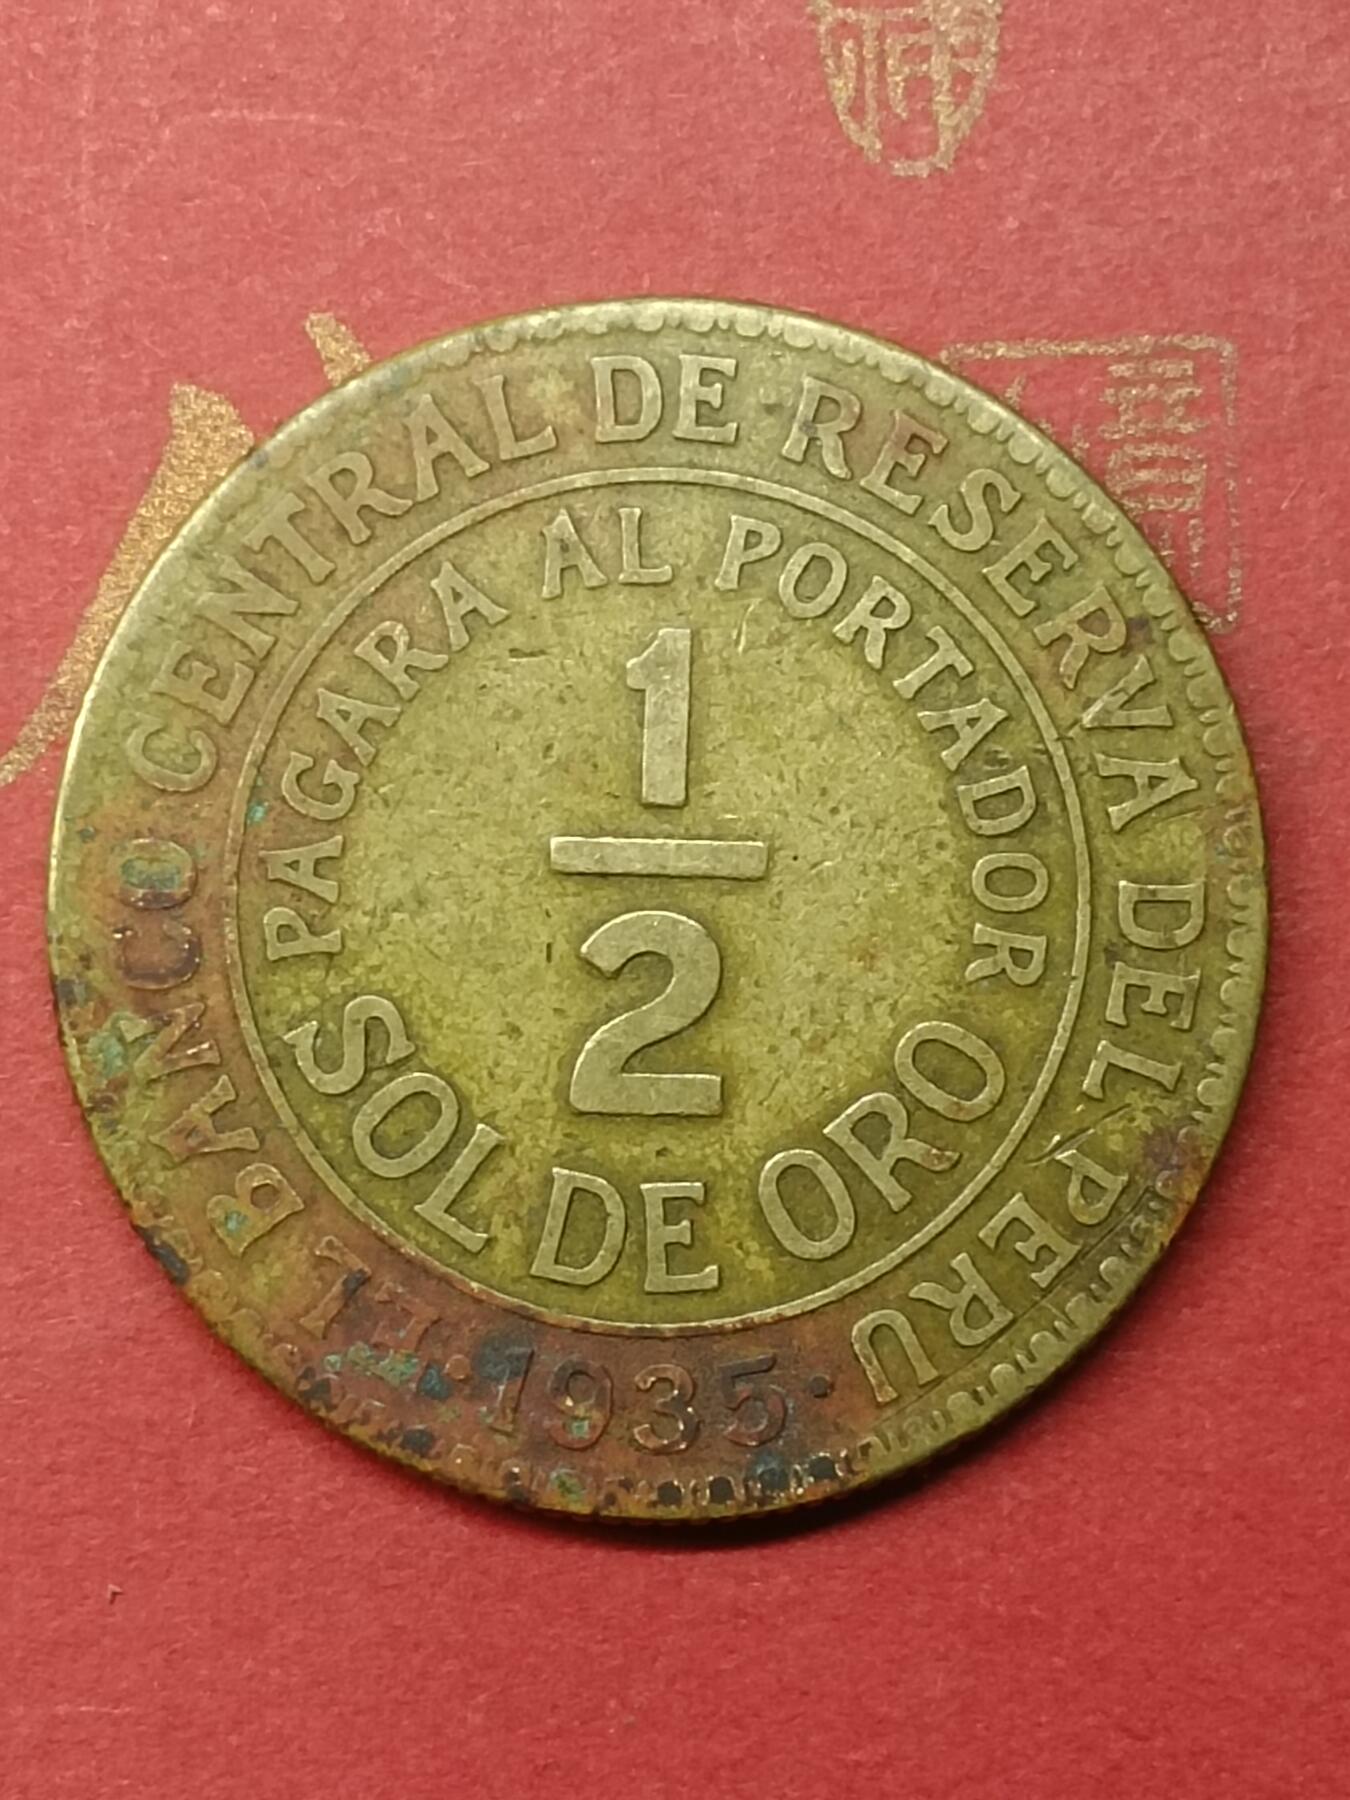 EL BANCO CENTRAL DE RESERVA DEL PERU
PAGARA AL PORTADOR
1
2
SOL DE ORO
·1935·